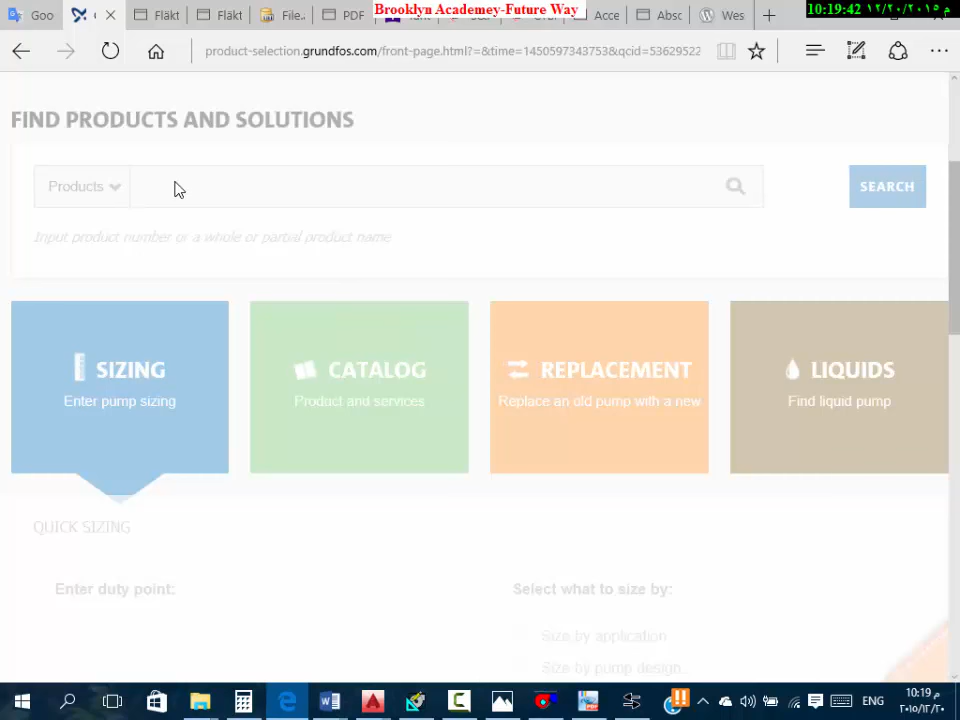 Brooklyn Academey-Future Way
10:19:42 م ١٢/٢٠/٢٠١٥
Goo
Fläkt
Fläkt
File..
PDF
Acce
Absc
Wes
product-selection.grundfos.com/front-page.html?=&time=1450597343753&qcid=53629522
FIND PRODUCTS AND SOLUTIONS
Products
SEARCH
Input product number or a whole or partial product name
SIZING
Enter pump sizing
CATALOG
Product and services
REPLACEMENT
Replace an old pump with a new
LIQUIDS
Find liquid pump
QUICK SIZING
Enter duty point:
Select what to size by:
Size by application
Size by pump design
ENG
10:19 م
٢٠١٥/١٢/٢٠